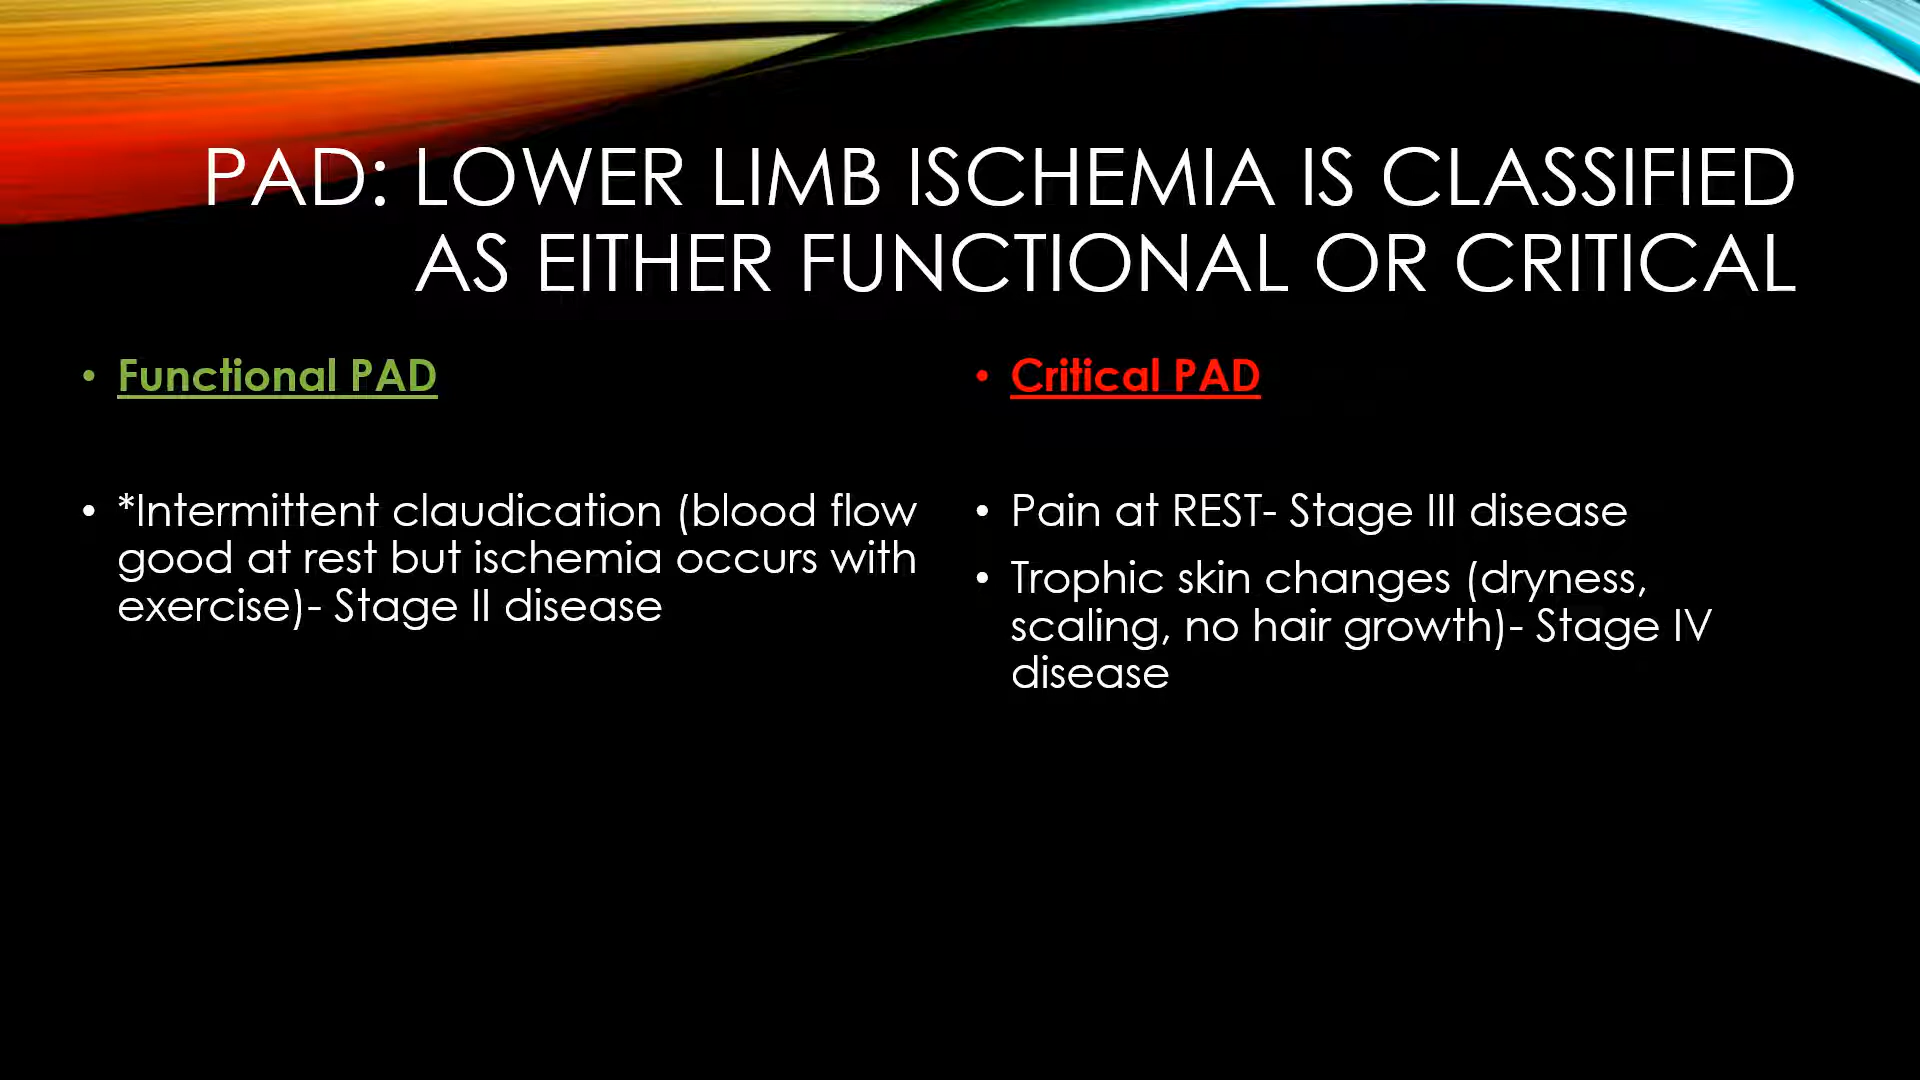 PAD: LOWER LIMB ISCHEMIA IS CLASSIFIED
AS EITHER FUNCTIONAL OR CRITICAL
• Functional PAD
• *Intermittent claudication (blood flow
good at rest but ischemia occurs with
exercise)- Stage II disease
• Critical PAD
• Pain at REST- Stage III disease
• Trophic skin changes (dryness,
scaling, no hair growth)- Stage IV
disease